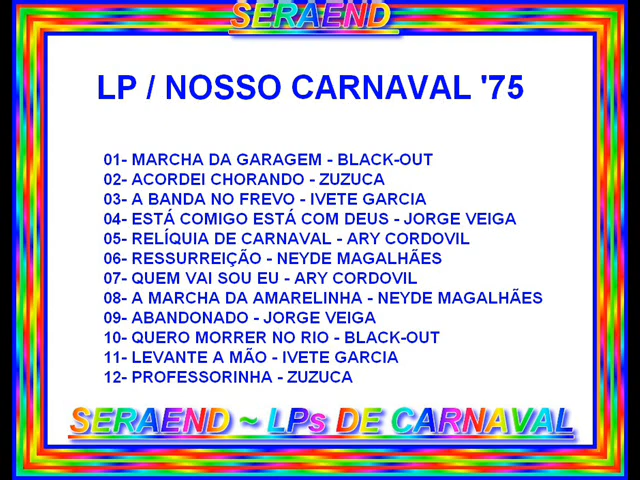 SERAEND
LP / NOSSO CARNAVAL '75
01- MARCHA DA GARAGEM - BLACK-OUT
02- ACORDEI CHORANDO - ZUZUCA
03- A BANDA NO FREVO - IVETE GARCIA
04- ESTÁ COMIGO ESTÁ COM DEUS - JORGE VEIGA
05- RELÍQUIA DE CARNAVAL - ARY CORDOVIL
06- RESSURREIÇÃO - NEYDE MAGALHÃES
07- QUEM VAI SOU EU - ARY CORDOVIL
08- A MARCHA DA AMARELINHA - NEYDE MAGALHÃES
09- ABANDONADO - JORGE VEIGA
10- QUERO MORRER NO RIO - BLACK-OUT
11- LEVANTE A MÃO - IVETE GARCIA
12- PROFESSORINHA - ZUZUCA
SERAEND ~ LPs DE CARNAVAL